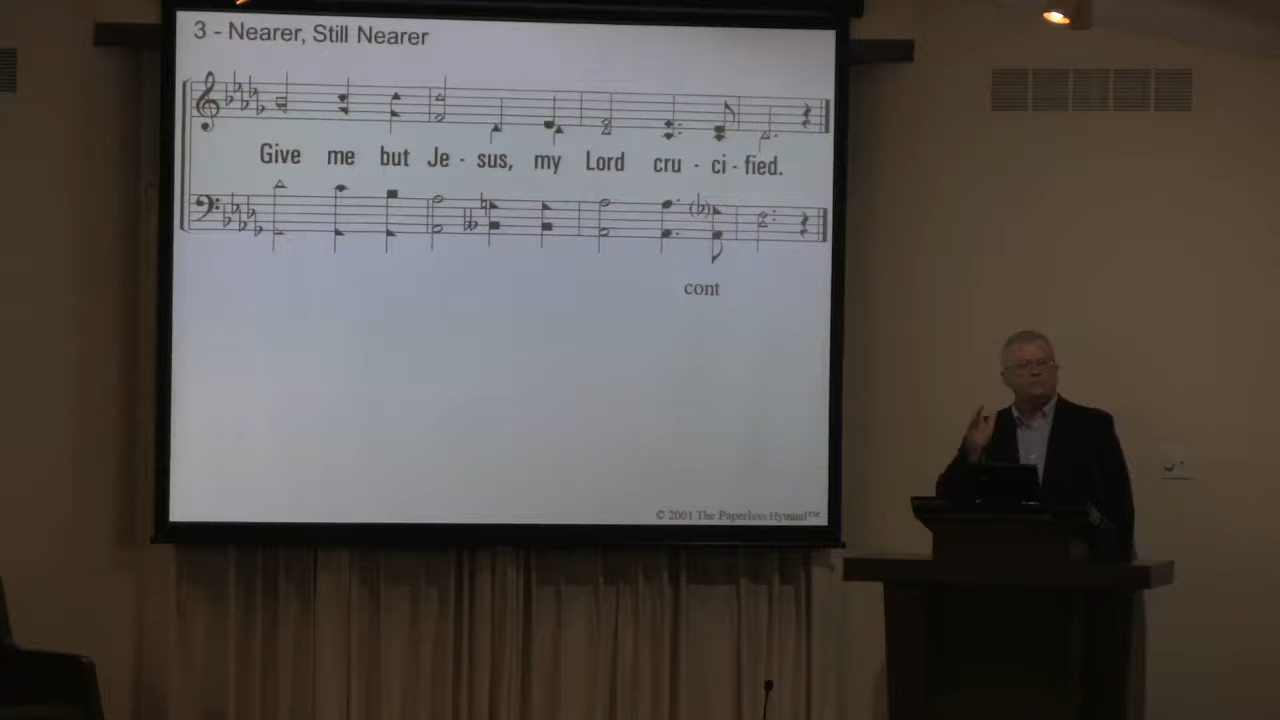 3 - Nearer, Still Nearer
Give me but Je - sus, my Lord cru - ci - fied.
cont
© 2001 The Paperless Hymnal™